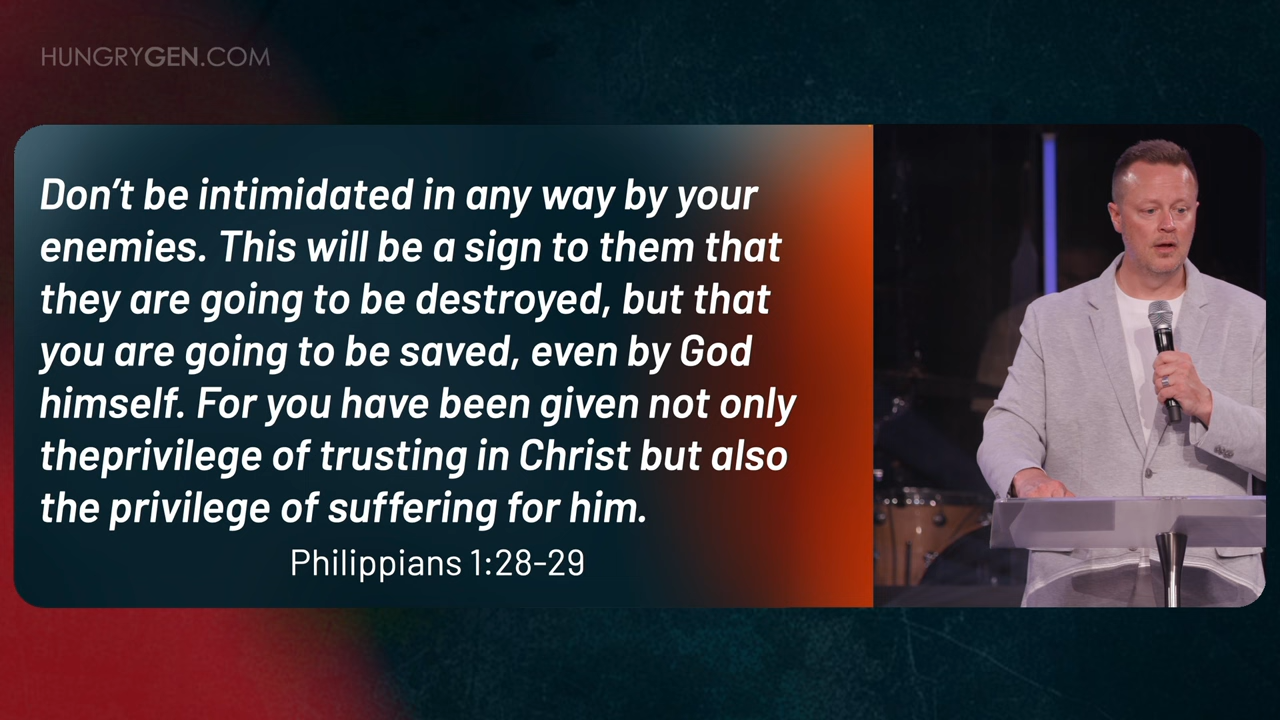 HUNGRYGEN.COM
Don’t be intimidated in any way by your
enemies. This will be a sign to them that
they are going to be destroyed, but that
you are going to be saved, even by God
himself. For you have been given not only
theprivilege of trusting in Christ but also
the privilege of suffering for him.
Philippians 1:28-29